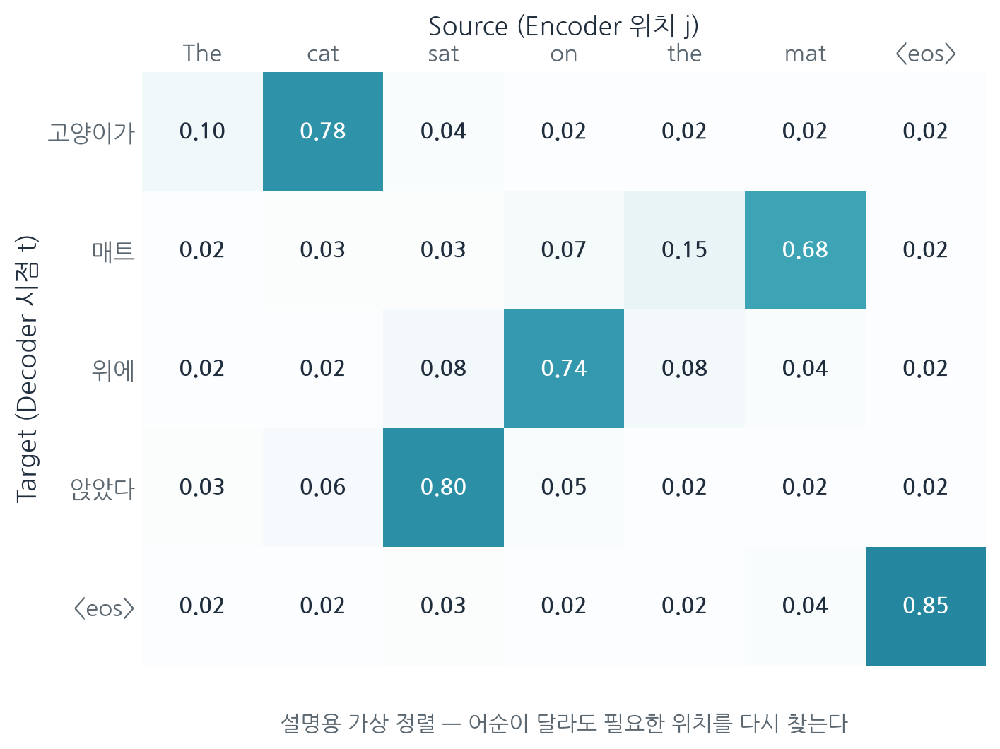 Source (Encoder 위치 j)
The cat sat on the mat <eos>
고양이가 0.10 0.78 0.04 0.02 0.02 0.02 0.02
매트 0.02 0.03 0.03 0.07 0.15 0.68 0.02
위에 0.02 0.02 0.08 0.74 0.08 0.04 0.02
앉았다 0.03 0.06 0.80 0.05 0.02 0.02 0.02
<eos> 0.02 0.02 0.03 0.02 0.02 0.04 0.85
Target (Decoder 시점 t)
설명용 가상 정렬 — 어순이 달라도 필요한 위치를 다시 찾는다